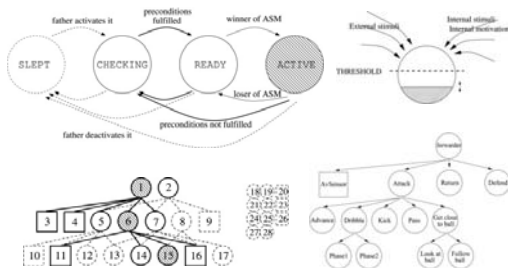 father activates it
preconditions
fulfilled
winner of ASM
SLEPT
CHECKING
READY
ACTIVE
loser of ASM
preconditions not fulfilled
father deactivates it
External stimuli
Internal stimuli
Internal motivation
THRESHOLD
1 2
3 4 5 6 7 8 9
10 11 12 13 14 15 16 17
18 19 20
21 22 23
24 25 26
27 28
forwarder
Attack Return Defend
Advance Dribble Kick Pass Get close to
ball
Phase1 Phase2 Look at
ball
Follow
ball